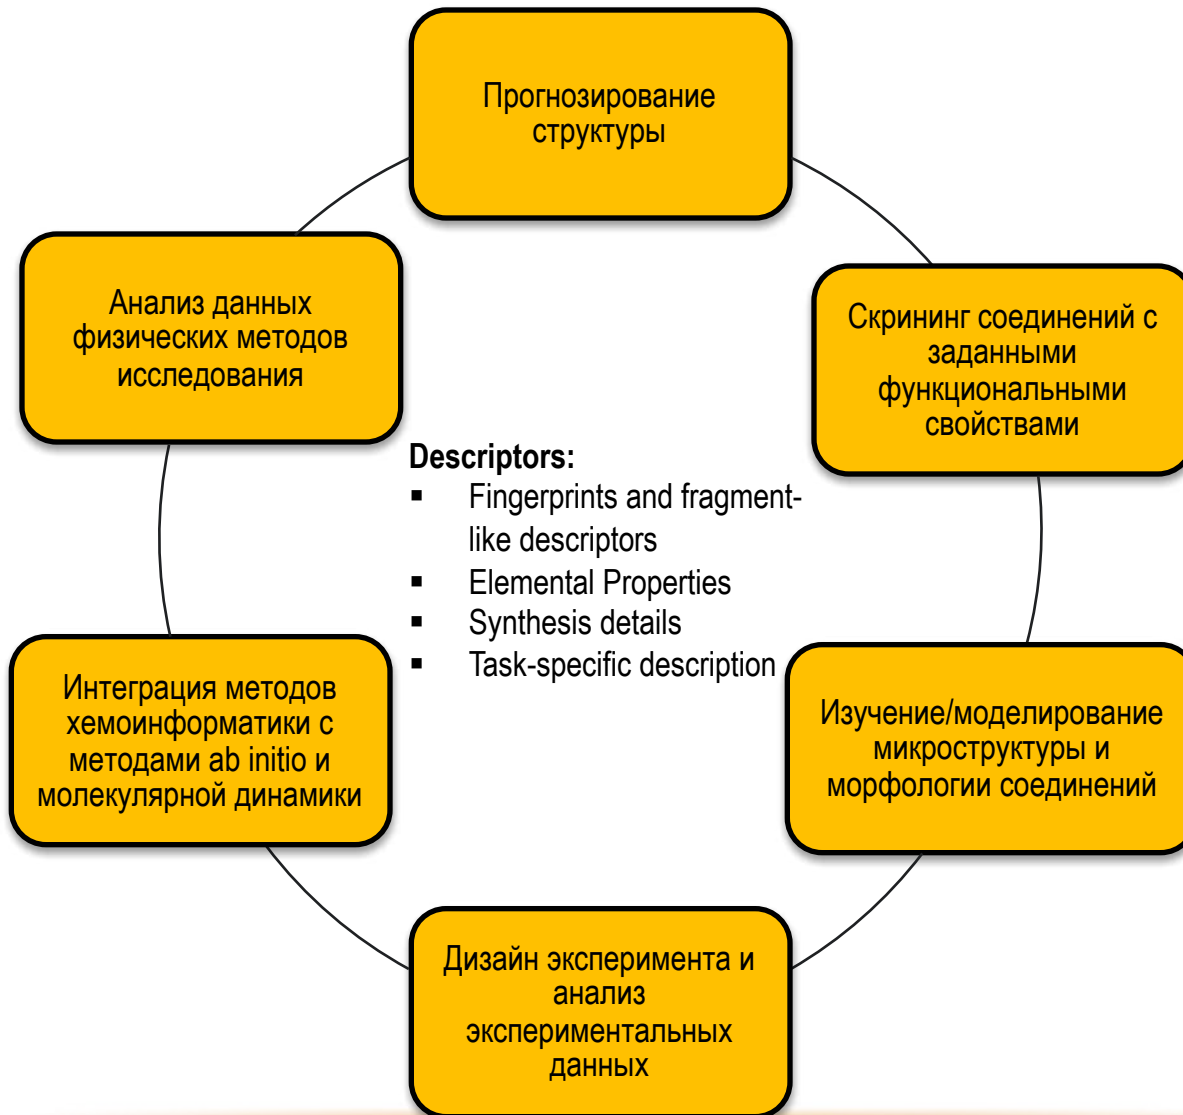 Прогнозирование
структуры
Анализ данных
физических методов
исследования
Скрининг соединений с
заданными
функциональными
свойствами
Descriptors:
▪ Fingerprints and fragment-
like descriptors
▪ Elemental Properties
▪ Synthesis details
▪ Task-specific description
Интеграция методов
хемоинформатики с
методами ab initio и
молекулярной динамики
Изучение/моделирование
микроструктуры и
морфологии соединений
Дизайн эксперимента и
анализ
экспериментальных
данных